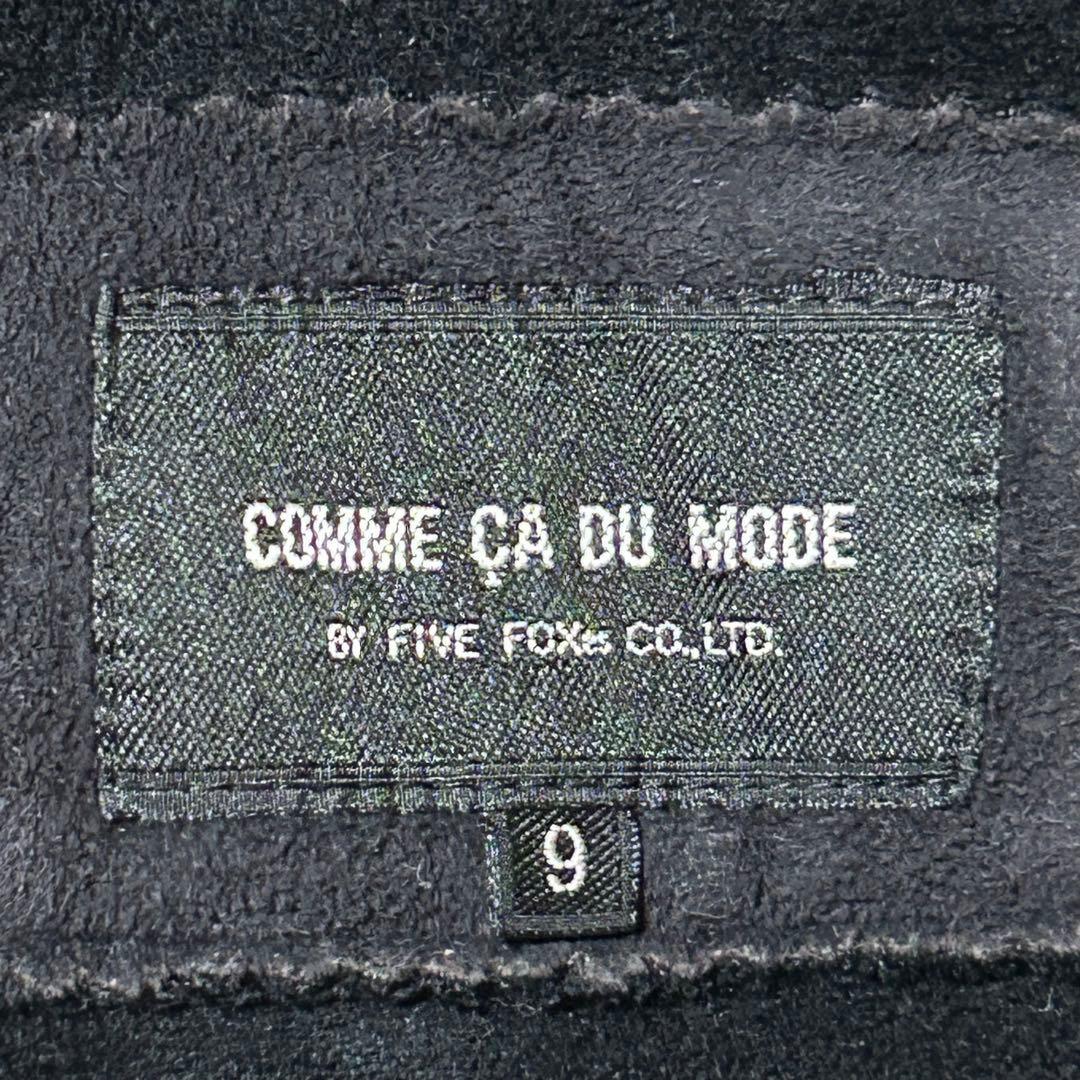 COMME ÇA DU MODE
BY FIVE FOXes CO.,LTD.
9